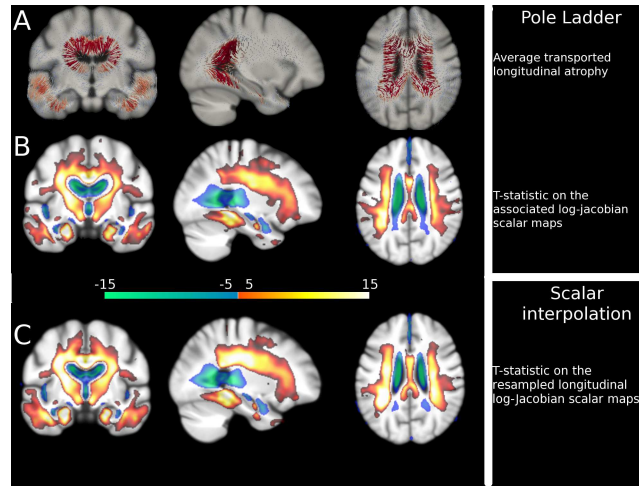 A
Pole Ladder
Average transported
longitudinal atrophy
B
T-statistic on the
associated log-jacobian
scalar maps
-15
-5
5
15
Scalar
interpolation
C
T-statistic on the
resampled longitudinal
log-Jacobian scalar maps